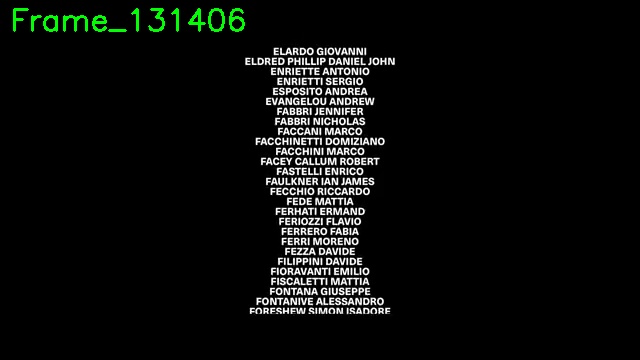 Frame_131406
ELARDO GIOVANNI
ELDRED PHILLIP DANIEL JOHN
ENRIETTE ANTONIO
ENRIETTI SERGIO
ESPOSITO ANDREA
EVANGELOU ANDREW
FABBRI JENNIFER
FABBRI NICHOLAS
FACCANI MARCO
FACCHINETTI DOMIZIANO
FACCHINI MARCO
FACEY CALLUM ROBERT
FASTELLI ENRICO
FAULKNER IAN JAMES
FECCHIO RICCARDO
FEDE MATTIA
FERHATI ERMAND
FERIOZZI FLAVIO
FERRERO FABIA
FERRI MORENO
FEZZA DAVIDE
FILIPPINI DAVIDE
FIORAVANTI EMILIO
FISCALETTI MATTIA
FONTANA GIUSEPPE
FONTANIVE ALESSANDRO
FORESHEW SIMON ISADORE